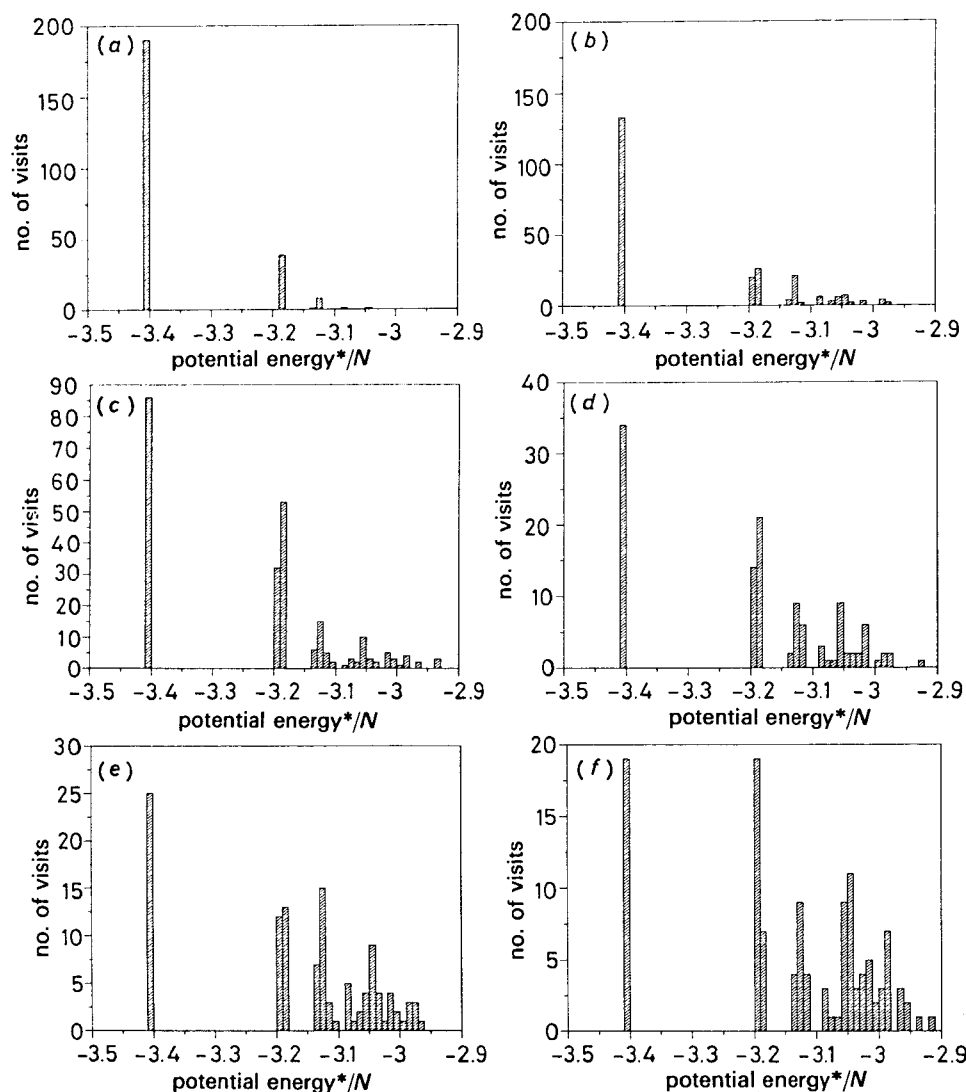 (a)
no. of visits
200
150
100
50
0
-3.5 -3.4 -3.3 -3.2 -3.1 -3 -2.9
potential energy*/N
(b)
no. of visits
200
150
100
50
0
-3.5 -3.4 -3.3 -3.2 -3.1 -3 -2.9
potential energy*/N
(c)
no. of visits
90
80
70
60
50
40
30
20
10
0
-3.5 -3.4 -3.3 -3.2 -3.1 -3 -2.9
potential energy*/N
(d)
no. of visits
40
30
20
10
0
-3.5 -3.4 -3.3 -3.2 -3.1 -3 -2.9
potential energy*/N
(e)
no. of visits
30
25
20
15
10
5
0
-3.5 -3.4 -3.3 -3.2 -3.1 -3 -2.9
potential energy*/N
(f)
no. of visits
20
15
10
5
0
-3.5 -3.4 -3.3 -3.2 -3.1 -3 -2.9
potential energy*/N